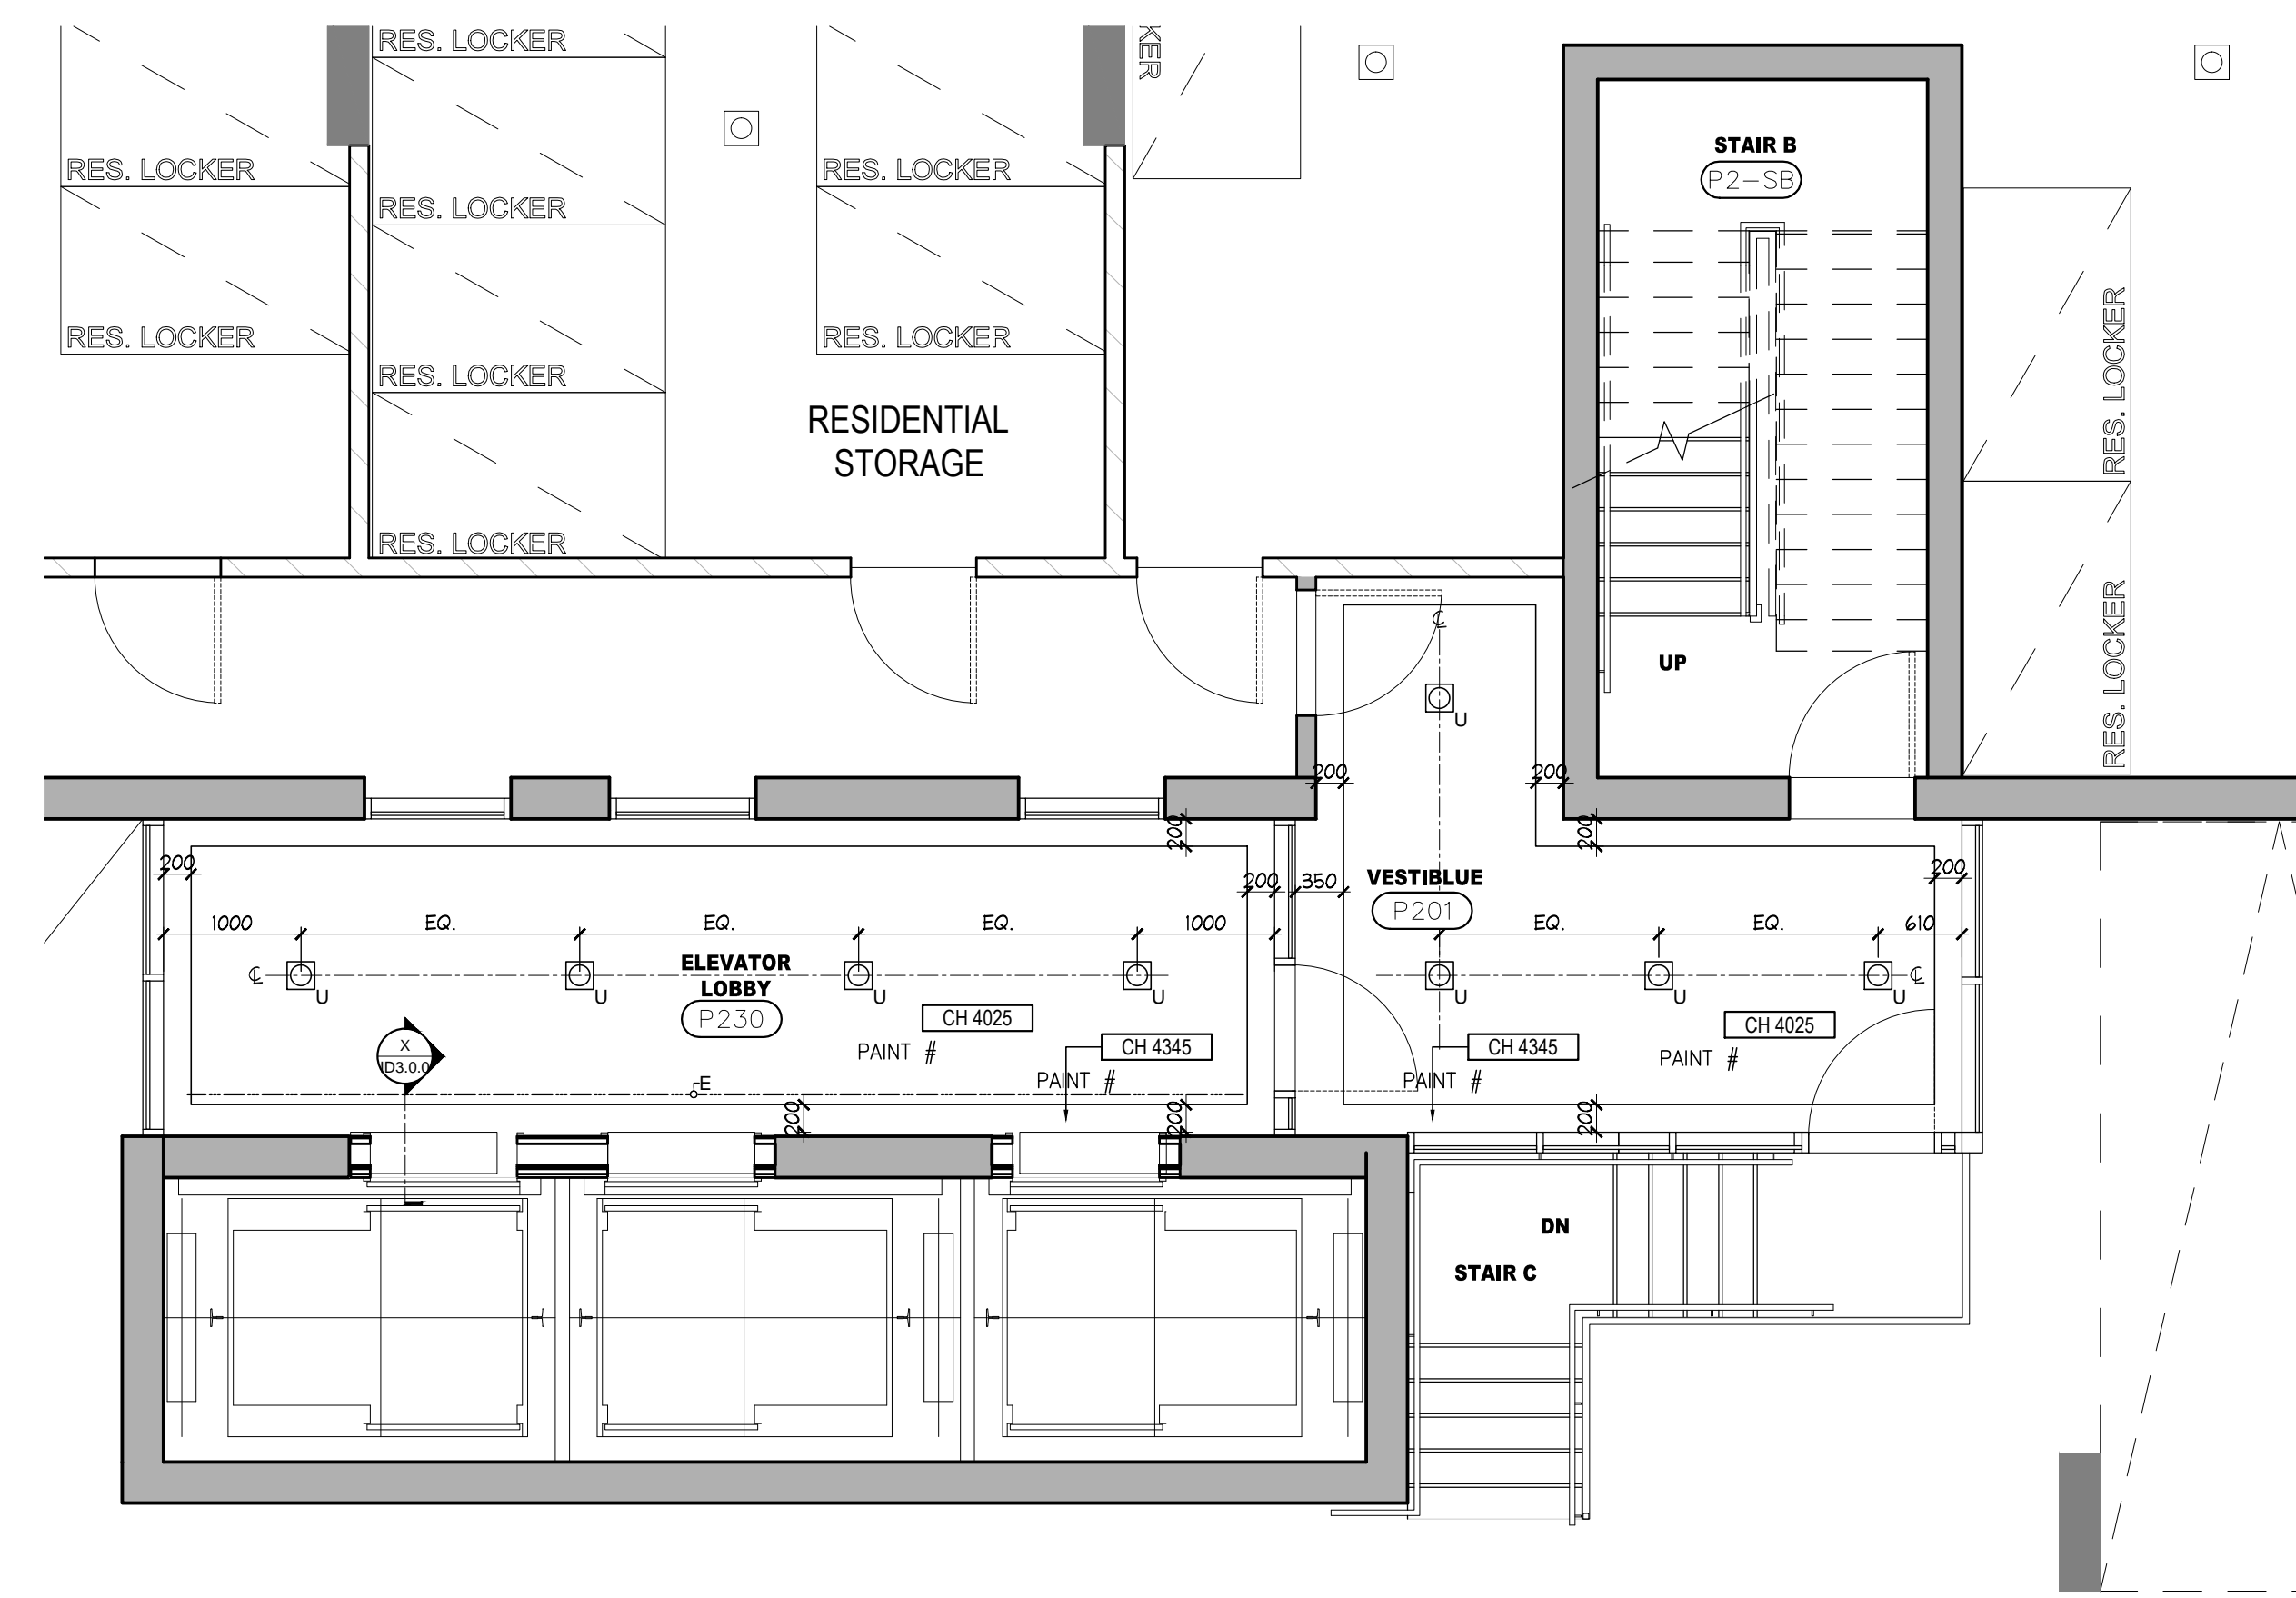 RES. LOCKER
KER
RES. LOCKER
RES. LOCKER
RES. LOCKER
RES. LOCKER
RES. LOCKER
RES. LOCKER
RES. LOCKER
RES. LOCKER
RESIDENTIAL
STORAGE
STAIR B
P2-SB
UP
RES. LOCKER
RES. LOCKER
℄
U
200
200
200
200
200
200
200
350
VESTIBLUE
P201
1000
EQ.
EQ.
EQ.
1000
EQ.
EQ.
610
℄
ELEVATOR
LOBBY
P230
U
U
U
U
U
U
U
℄
CH 4025
PAINT #
CH 4345
PAINT #
CH 4345
PAINT #
CH 4025
PAINT #
X
ID3.0.0
E
200
200
200
DN
STAIR C